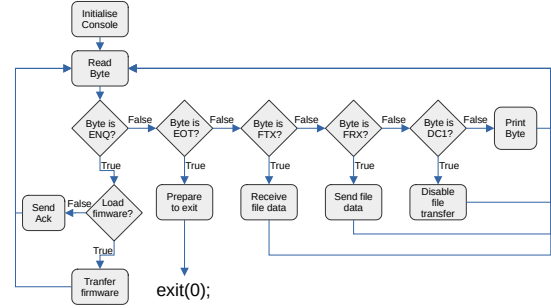 Initialise
Console
Read
Byte
Byte is
ENQ?
False
Byte is
EOT?
False
Byte is
FTX?
False
Byte is
FRX?
False
Byte is
DC1?
False
Print
Byte
True
True
True
True
True
Send
Ack
False
Load
fimware?
Prepare
to exit
Receive
file data
Send file
data
Disable
file
transfer
True
Tranfer
firmware
exit(0);